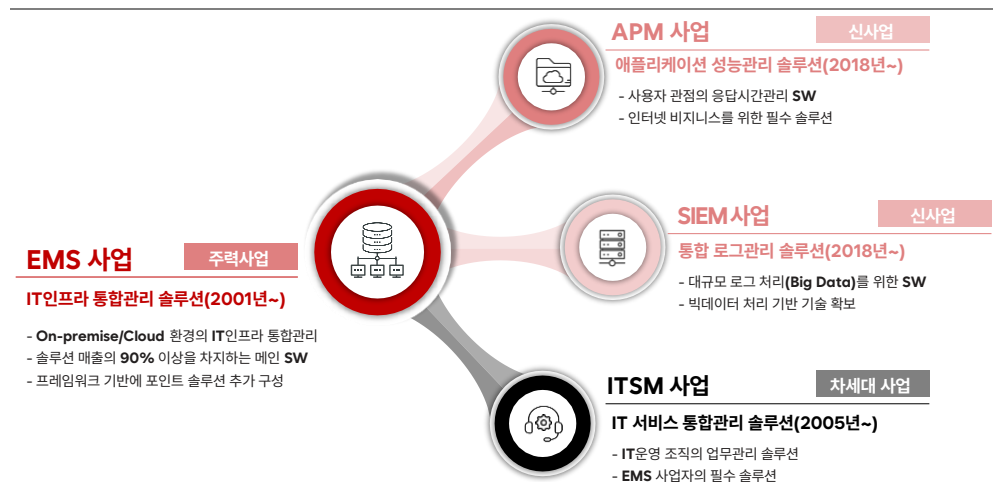 APM 사업
신사업
애플리케이션 성능관리 솔루션(2018년~)
- 사용자 관점의 응답시간관리 SW
- 인터넷 비지니스를 위한 필수 솔루션
SIEM사업
신사업
통합 로그관리 솔루션(2018년~)
- 대규모 로그 처리(Big Data)를 위한 SW
- 빅데이터 처리 기반 기술 확보
EMS 사업
주력사업
IT인프라 통합관리 솔루션(2001년~)
- On-premise/Cloud 환경의 IT인프라 통합관리
- 솔루션 매출의 90% 이상을 차지하는 메인 SW
- 프레임워크 기반에 포인트 솔루션 추가 구성
ITSM 사업
차세대 사업
IT 서비스 통합관리 솔루션(2005년~)
- IT운영 조직의 업무관리 솔루션
- EMS 사업자의 필수 솔루션